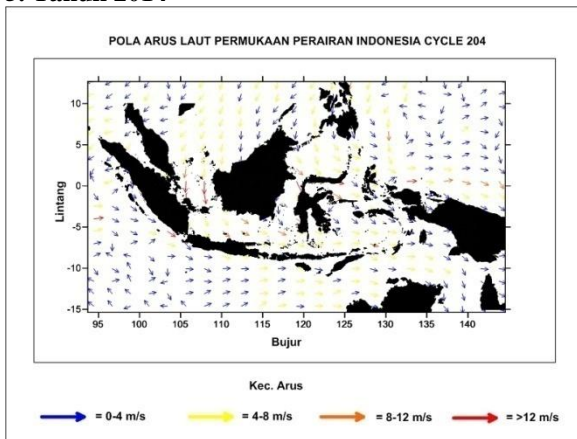 POLA ARUS LAUT PERMUKAAN PERAIRAN INDONESIA CYCLE 204
10
5
0
-5
-10
-15
Lintang
95 100 105 110 115 120 125 130 135 140
Bujur
Kec. Arus
= 0-4 m/s = 4-8 m/s = 8-12 m/s = >12 m/s